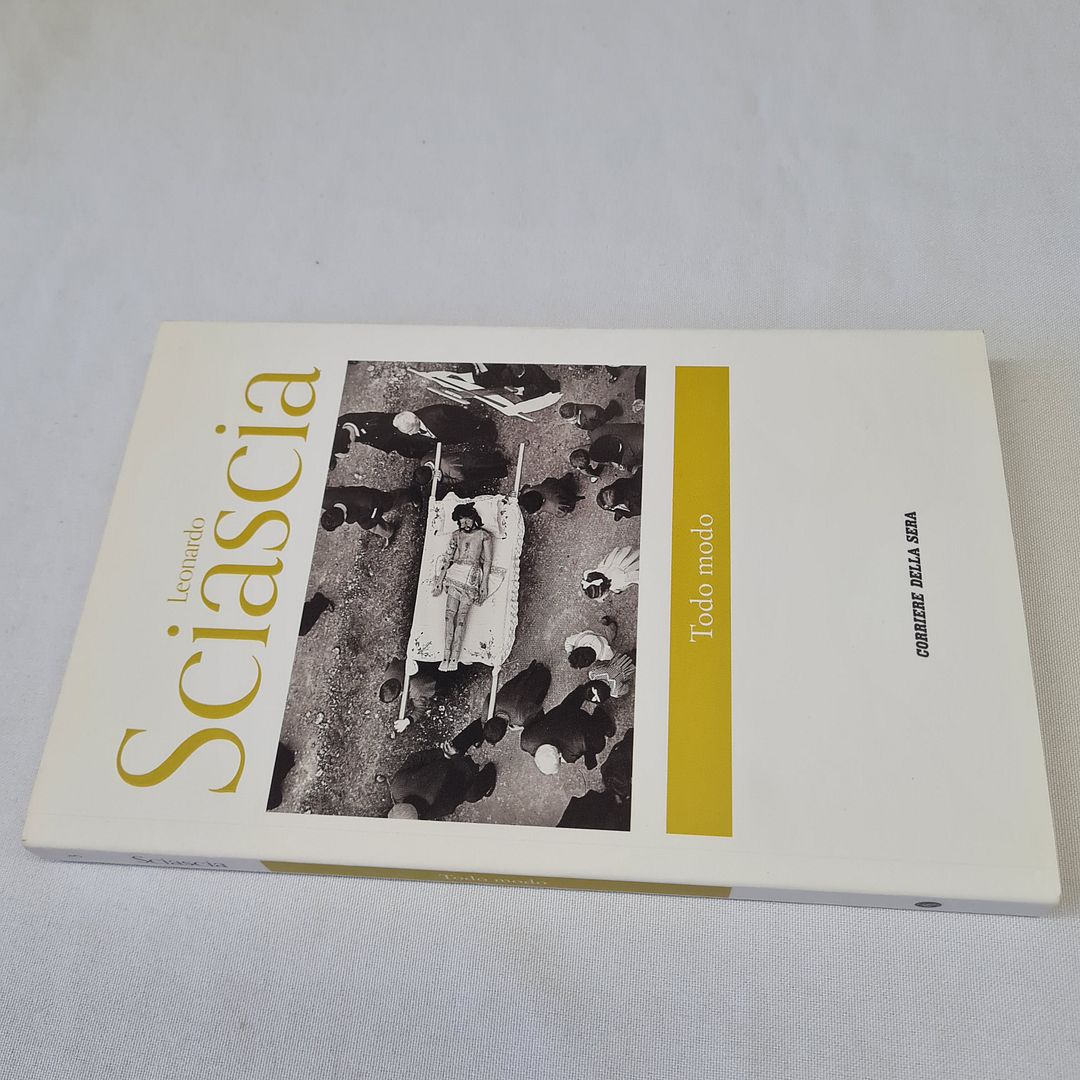 Leonardo
Sciascia
Todo modo
CORRIERE DELLA SERA
Sciascia
Todo modo